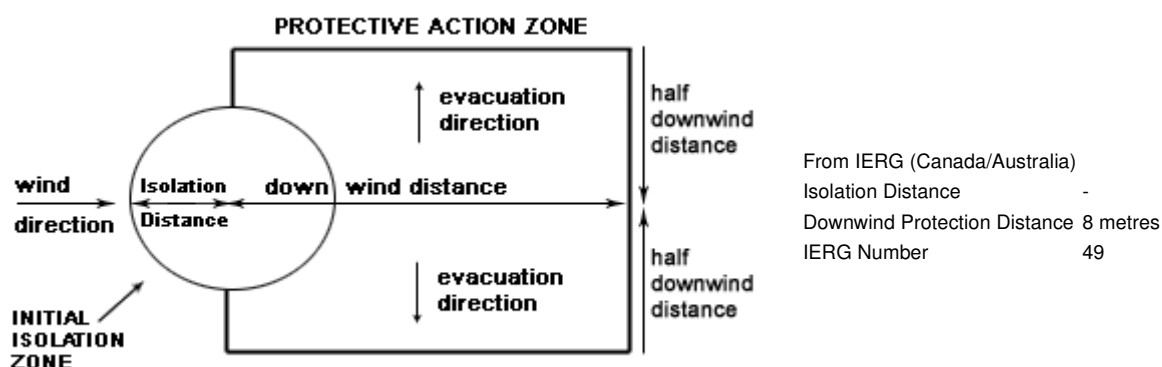 PROTECTIVE ACTION ZONE
evacuation
direction
half
downwind
distance
wind
direction
Isolation
Distance
down wind distance
evacuation
direction
half
downwind
distance
INITIAL
ISOLATION
ZONE
From IERG (Canada/Australia)
Isolation Distance -
Downwind Protection Distance 8 metres
IERG Number 49